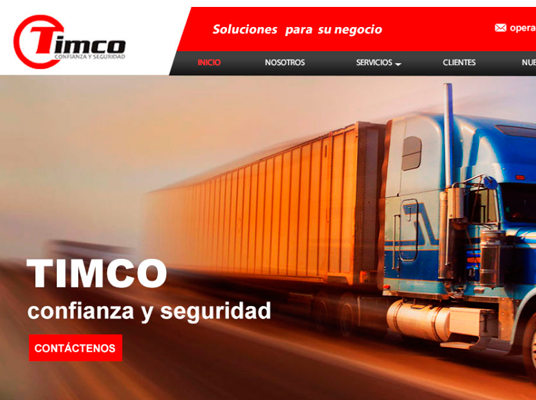 Timco
CONFIANZA Y SEGURIDAD
Soluciones para su negocio
opera
INICIO
NOSOTROS
SERVICIOS
CLIENTES
NUE
TIMCO
confianza y seguridad
CONTÁCTENOS